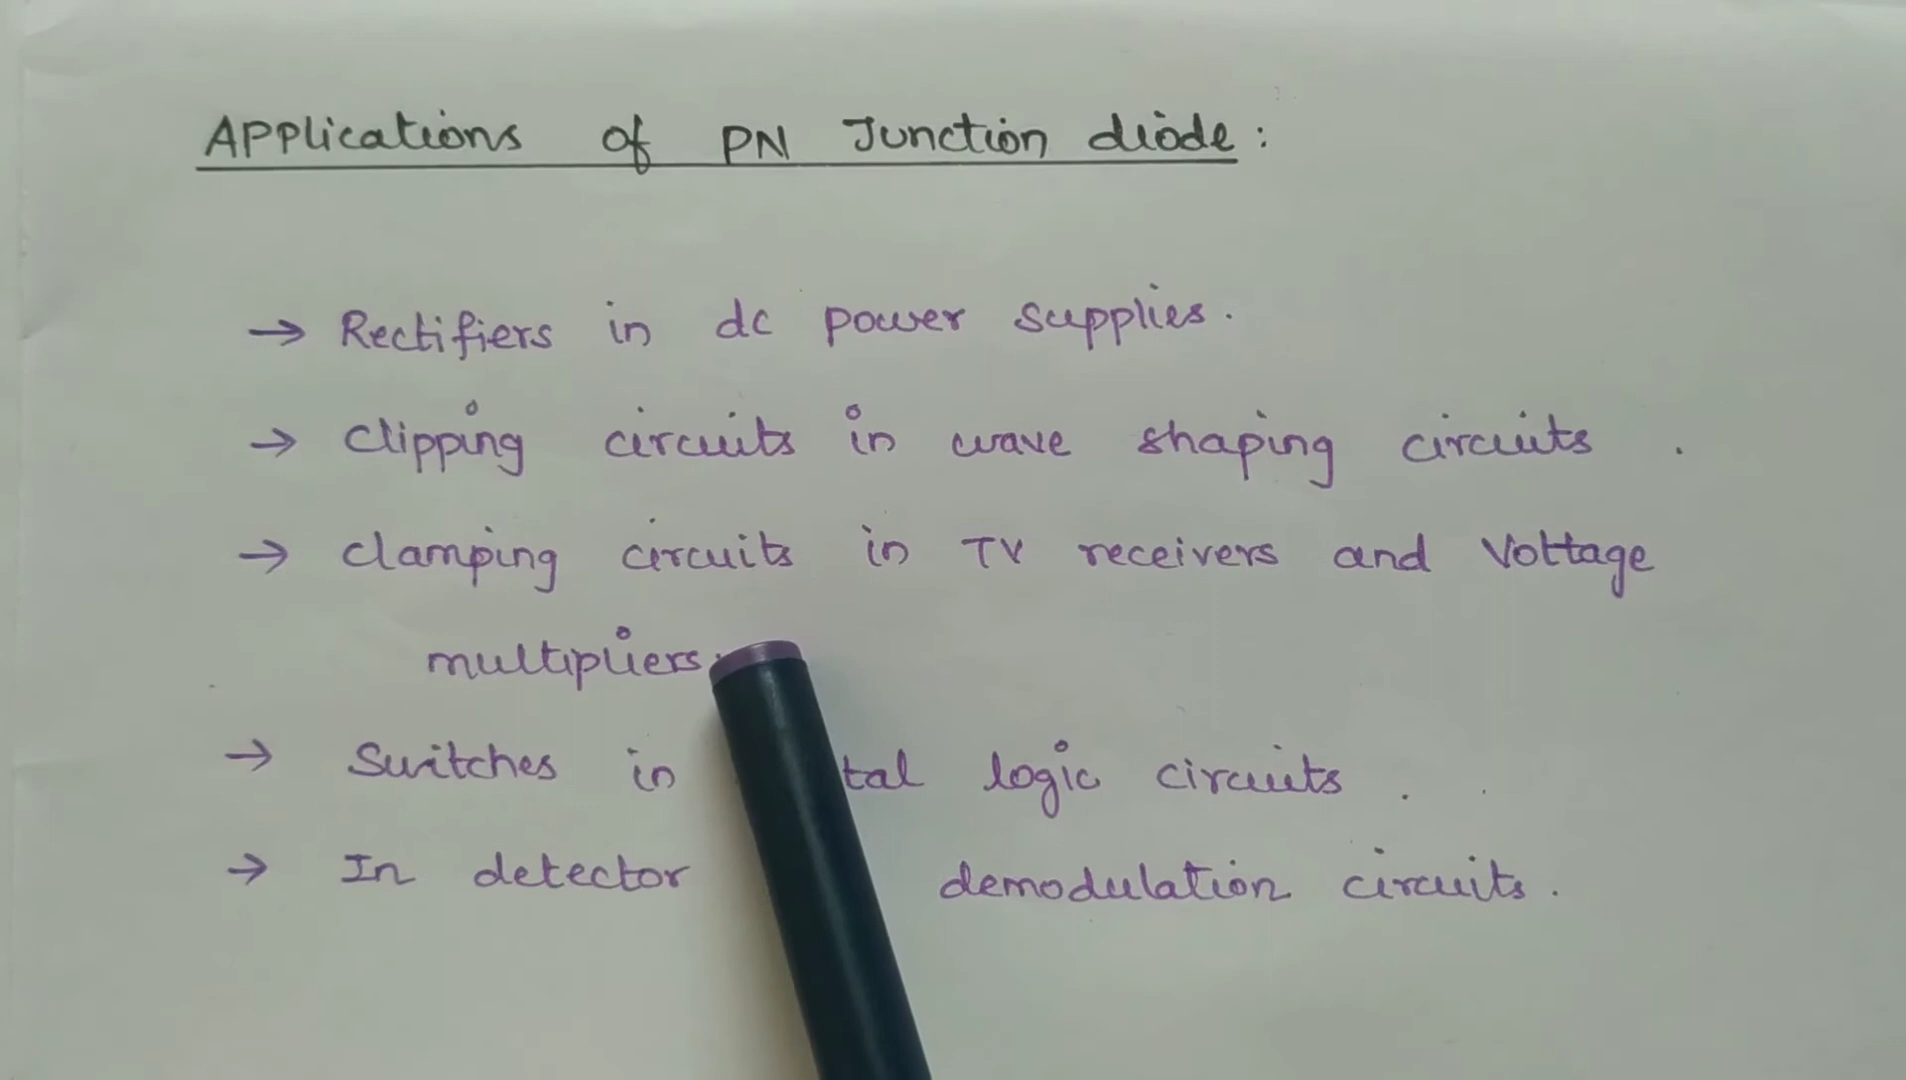 Applications of PN Junction diode :
→ Rectifiers in dc power supplies.
→ Clipping circuits in wave shaping circuits .
→ Clamping circuits in TV receivers and Voltage
multipliers.
→ Switches in tal logic circuits .
→ In detector demodulation circuits .